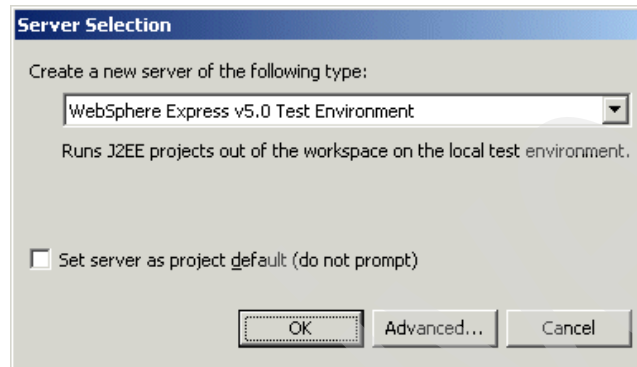 Server Selection
Create a new server of the following type:
WebSphere Express v5.0 Test Environment
Runs J2EE projects out of the workspace on the local test environment.
Set server as project default (do not prompt)
OK Advanced... Cancel